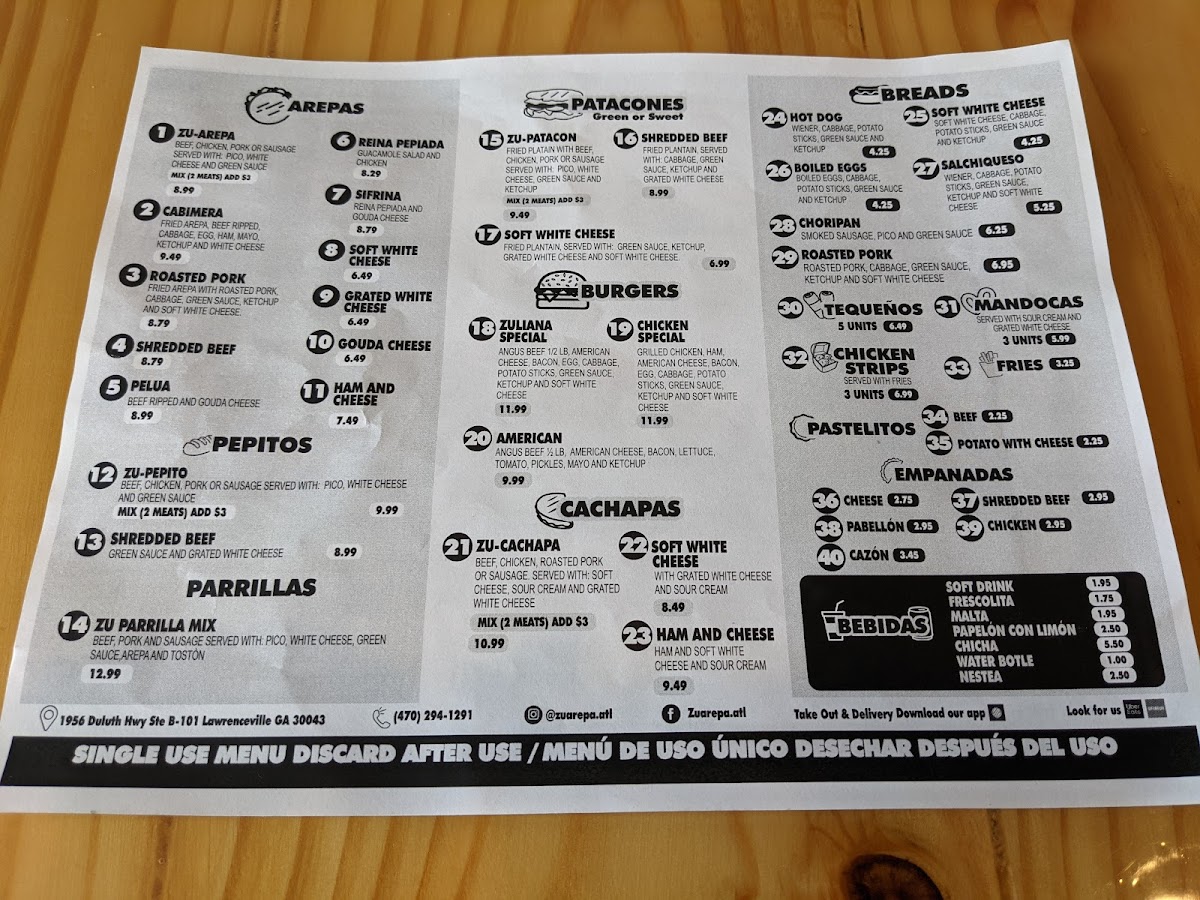 AREPAS
1 ZU-AREPA
BEEF, CHICKEN, PORK OR SAUSAGE
SERVED WITH: PICO, WHITE
CHEESE AND GREEN SAUCE
MIX (2 MEATS) ADD $3
8.99
2 CABIMERA
FRIED AREPA, BEEF RIPPED,
CABBAGE, EGG, HAM, MAYO,
KETCHUP AND WHITE CHEESE
9.49
3 ROASTED PORK
FRIED AREPA WITH ROASTED PORK,
CABBAGE, GREEN SAUCE, KETCHUP
AND SOFT WHITE CHEESE.
8.79
4 SHREDDED BEEF
8.79
5 PELUA
BEEF RIPPED AND GOUDA CHEESE
8.99
6 REINA PEPIADA
GUACAMOLE SALAD AND
CHICKEN
8.29
7 SIFRINA
REINA PEPIADA AND
GOUDA CHEESE
8.79
8 SOFT WHITE
CHEESE
6.49
9 GRATED WHITE
CHEESE
6.49
10 GOUDA CHEESE
6.49
11 HAM AND
CHEESE
7.49
PEPITOS
12 ZU-PEPITO
BEEF, CHICKEN, PORK OR SAUSAGE SERVED WITH: PICO, WHITE CHEESE
AND GREEN SAUCE
MIX (2 MEATS) ADD $3 9.99
13 SHREDDED BEEF
GREEN SAUCE AND GRATED WHITE CHEESE 8.99
PARRILLAS
14 ZU PARRILLA MIX
BEEF, PORK AND SAUSAGE SERVED WITH: PICO, WHITE CHEESE, GREEN
SAUCE,AREPA AND TOSTÓN
12.99
PATACONES
Green or Sweet
15 ZU-PATACON
FRIED PLATAIN WITH BEEF,
CHICKEN, PORK OR SAUSAGE
SERVED WITH: PICO, WHITE
CHEESE, GREEN SAUCE AND
KETCHUP
MIX (2 MEATS) ADD $3
9.49
16 SHREDDED BEEF
FRIED PLANTAIN, SERVED
WITH: CABBAGE, GREEN
SAUCE, KETCHUP AND
GRATED WHITE CHEESE
8.99
17 SOFT WHITE CHEESE
FRIED PLANTAIN, SERVED WITH: GREEN SAUCE, KETCHUP,
GRATED WHITE CHEESE AND SOFT WHITE CHEESE. 6.99
BURGERS
18 ZULIANA
SPECIAL
ANGUS BEEF 1/2 LB, AMERICAN
CHEESE, BACON, EGG, CABBAGE,
POTATO STICKS, GREEN SAUCE,
KETCHUP AND SOFT WHITE
CHEESE
11.99
19 CHICKEN
SPECIAL
GRILLED CHICKEN, HAM,
AMERICAN CHEESE, BACON,
EGG, CABBAGE, POTATO
STICKS, GREEN SAUCE,
KETCHUP AND SOFT WHITE
CHEESE
11.99
20 AMERICAN
ANGUS BEEF ½ LB, AMERICAN CHEESE, BACON, LETTUCE,
TOMATO, PICKLES, MAYO AND KETCHUP
9.99
CACHAPAS
21 ZU-CACHAPA
BEEF, CHICKEN, ROASTED PORK
OR SAUSAGE. SERVED WITH: SOFT
CHEESE, SOUR CREAM AND GRATED
WHITE CHEESE
MIX (2 MEATS) ADD $3
10.99
22 SOFT WHITE
CHEESE
WITH GRATED WHITE CHEESE
AND SOUR CREAM
8.49
23 HAM AND CHEESE
HAM AND SOFT WHITE
CHEESE AND SOUR CREAM
9.49
BREADS
24 HOT DOG
WIENER, CABBAGE, POTATO
STICKS, GREEN SAUCE AND
KETCHUP 4.25
25 SOFT WHITE CHEESE
SOFT WHITE CHEESE, CABBAGE,
POTATO STICKS, GREEN SAUCE,
AND KETCHUP 4.25
26 BOILED EGGS
BOILED EGGS, CABBAGE,
POTATO STICKS, GREEN SAUCE
AND KETCHUP 4.25
27 SALCHIQUESO
WIENER, CABBAGE, POTATO
STICKS, GREEN SAUCE,
KETCHUP AND SOFT WHITE
CHEESE 5.25
28 CHORIPAN
SMOKED SAUSAGE, PICO AND GREEN SAUCE 6.25
29 ROASTED PORK
ROASTED PORK, CABBAGE, GREEN SAUCE,
KETCHUP AND SOFT WHITE CHEESE 6.95
30 TEQUEÑOS
5 UNITS 6.49
31 MANDOCAS
SERVED WITH SOUR CREAM AND
GRATED WHITE CHEESE
3 UNITS 5.99
32 CHICKEN
STRIPS
SERVED WITH FRIES
3 UNITS 6.99
33 FRIES 3.25
PASTELITOS
34 BEEF 2.25
35 POTATO WITH CHEESE 2.25
EMPANADAS
36 CHEESE 2.75
37 SHREDDED BEEF 2.95
38 PABELLÓN 2.95
39 CHICKEN 2.95
40 CAZÓN 3.45
BEBIDAS
SOFT DRINK 1.95
FRESCOLITA 1.75
MALTA 1.95
PAPELÓN CON LIMÓN 2.50
CHICHA 5.50
WATER BOTLE 1.00
NESTEA 2.50
1956 Duluth Hwy Ste B-101 Lawrenceville GA 30043 (470) 294-1291 @zuarepa.atl Zuarepa.atl Take Out & Delivery Download our app Look for us Uber Eats
SINGLE USE MENU DISCARD AFTER USE / MENÚ DE USO ÚNICO DESECHAR DESPUÉS DEL USO